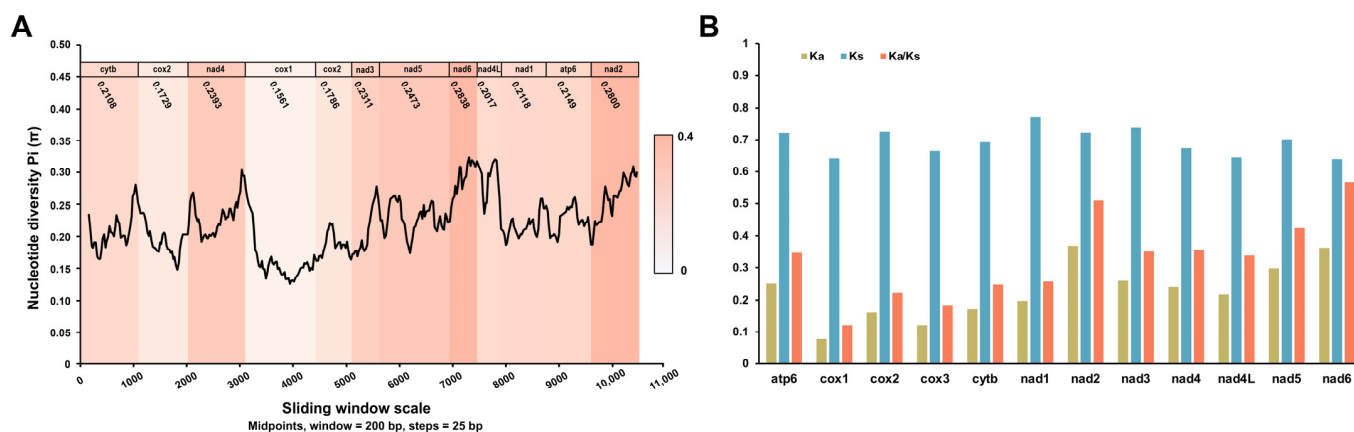 A
0.50
0.45
0.40
0.35
0.30
0.25
0.20
0.15
0.10
0.05
0
Nucleotide diversity Pi (π)
cytb cox2 nad4 cox1 cox2 nad3 nad5 nad6 nad4L nad1 atp6 nad2
0.2108 0.1729 0.2393 0.1561 0.1786 0.2311 0.2473 0.2838 0.2017 0.2118 0.2149 0.2800
0.4
0
0 1000 2000 3000 4000 5000 6000 7000 8000 9000 10,000 11,000
Sliding window scale
Midpoints, window = 200 bp, steps = 25 bp
B
Ka Ks Ka/Ks
1
0.9
0.8
0.7
0.6
0.5
0.4
0.3
0.2
0.1
0
atp6 cox1 cox2 cox3 cytb nad1 nad2 nad3 nad4 nad4L nad5 nad6